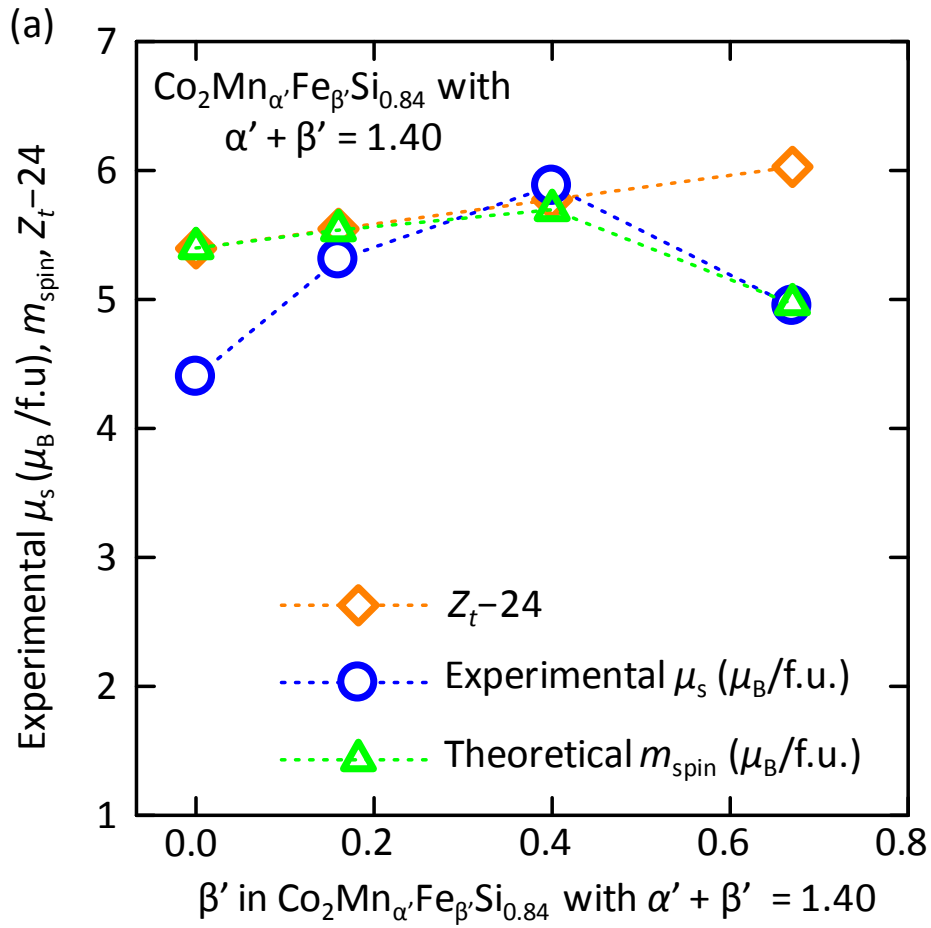 (a)
7
6
5
4
3
2
1
Experimental μs (μB /f.u), mspin, Zt−24
Co2Mnα'Feβ'Si0.84 with
α' + β' = 1.40
Zt−24
Experimental μs (μB/f.u.)
Theoretical mspin (μB/f.u.)
0.0 0.2 0.4 0.6 0.8
β' in Co2Mnα'Feβ'Si0.84 with α' + β' = 1.40